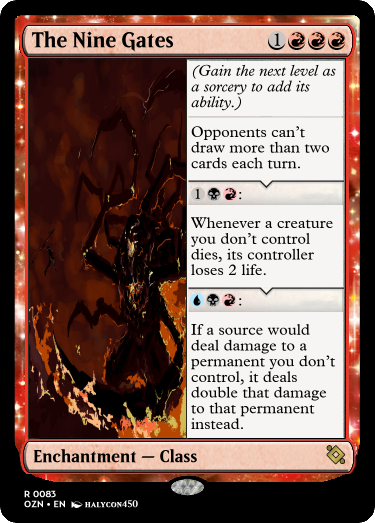 The Nine Gates 1
(Gain the next level as
a sorcery to add its
ability.)
Opponents can't
draw more than two
cards each turn.
1 :
Whenever a creature
you don't control
dies, its controller
loses 2 life.
:
If a source would
deal damage to a
permanent you don't
control, it deals
double that damage
to that permanent
instead.
Enchantment — Class
R 0083
OZN • EN HALYCON450